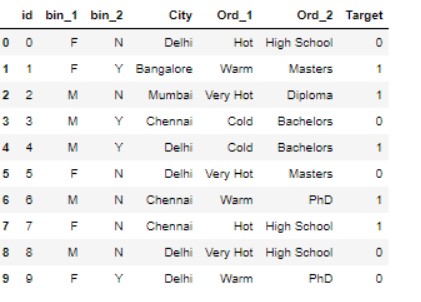 id bin_1 bin_2 City Ord_1 Ord_2 Target
0 0 F N Delhi Hot High School 0
1 1 F Y Bangalore Warm Masters 1
2 2 M N Mumbai Very Hot Diploma 1
3 3 M Y Chennai Cold Bachelors 0
4 4 M Y Delhi Cold Bachelors 1
5 5 F N Delhi Very Hot Masters 0
6 6 M N Chennai Warm PhD 1
7 7 F N Chennai Hot High School 1
8 8 M N Delhi Very Hot High School 0
9 9 F Y Delhi Warm PhD 0